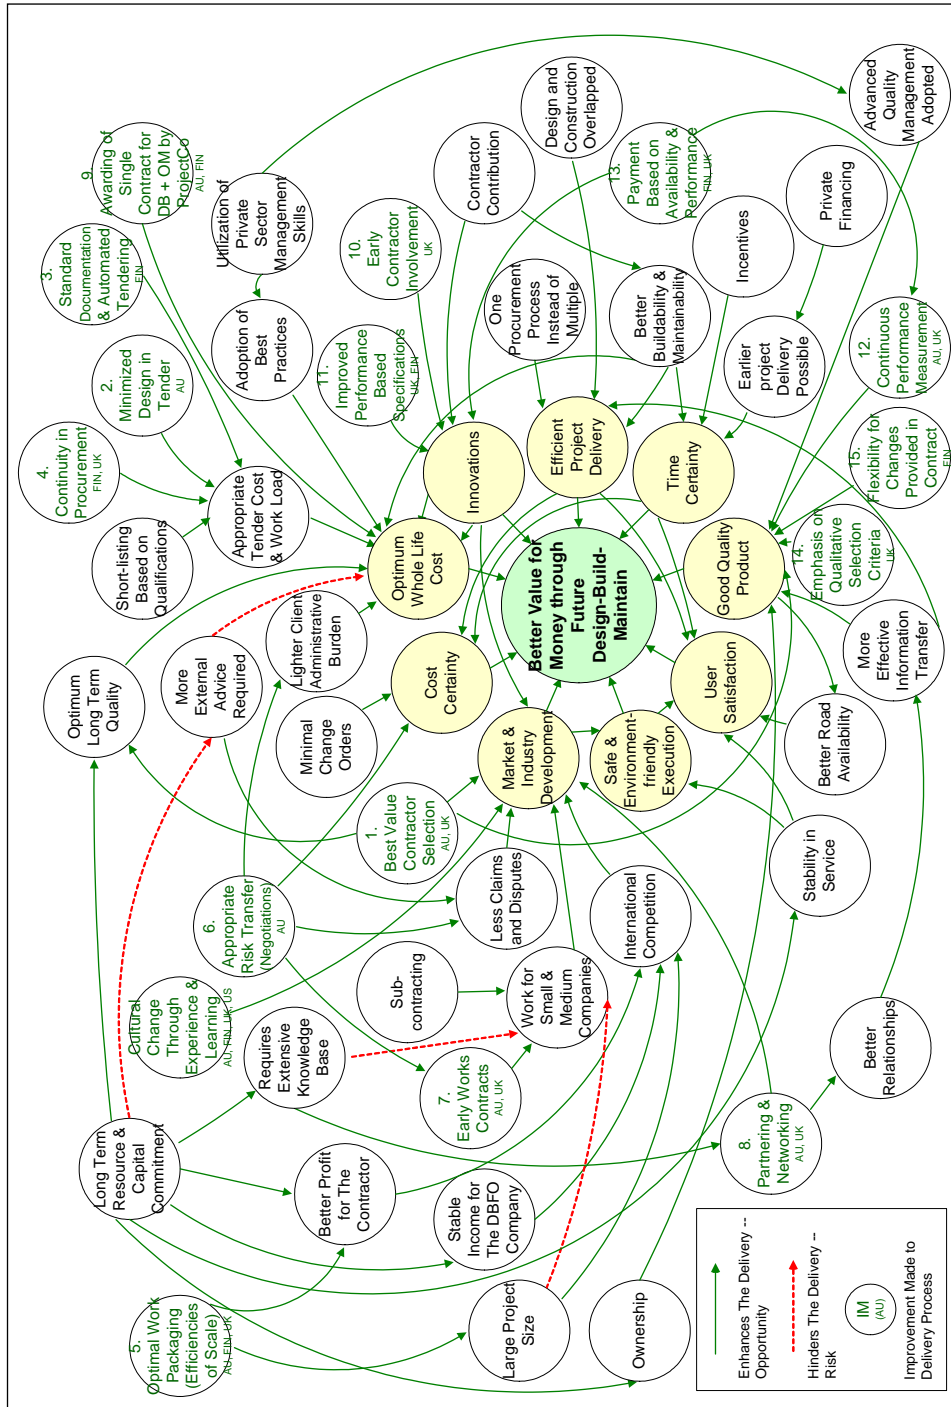 5.
Optimal Work
Packaging
(Efficiencies
of Scale)
AU, FIN, UK
Long Term
Resource &
Capital
Commitment
Cultural
Change Through
Experience &
Learning
AU, FIN, UK, US
6.
Appropriate
Risk Transfer
(Negotiations)
AU
More
External
Advice
Required
Optimum
Long Term
Quality
Short-listing
Based on
Qualifications
4.
Continuity in
Procurement
FIN, UK
2.
Minimized
Design in
Tender
AU
3.
Standard
Documentation
& Automated
Tendering
FIN
9.
Awarding of
Single
Contract for
DB + OM by
ProjectCo
AU, FIN
Utilization of
Private
Sector
Management
Skills
Adoption of
Best
Practices
Appropriate
Tender Cost
& Work Load
Lighter Client
Administrative
Burden
Minimal
Change
Orders
1.
Best Value
Contractor
Selection
AU, UK
Requires
Extensive
Knowledge
Base
Better Profit
for The
Contractor
Stable
Income for
The DBFO
Company
Large Project
Size
Ownership
7.
Early Works
Contracts
AU, UK
Sub-
contracting
Work for
Small &
Medium
Companies
Less Claims
and Disputes
International
Competition
Market &
Industry
Development
Cost
Certainty
Optimum
Whole Life
Cost
Innovations
11.
Improved
Performance
Based
Specifications
UK, FIN
10.
Early
Contractor
Involvement
UK
Contractor
Contribution
Design and
Construction
Overlapped
One
Procurement
Process
Instead of
Multiple
Efficient
Project
Delivery
Better Value for
Money through
Future
Design-Build-
Maintain
Safe &
Environment-
friendly
Execution
User
Satisfaction
Good Quality
Product
Time
Certainty
Better
Buildability &
Maintainability
13.
Payment
Based on
Availability &
Performance
FIN, UK
Incentives
Private
Financing
Earlier
project
Delivery
Possible
Advanced
Quality
Management
Adopted
12.
Continuous
Performance
Measurement
AU, UK
15.
Flexibility for
Changes
Provided in
Contract
FIN
14.
Emphasis on
Qualitative
Selection
Criteria
UK
More
Effective
Information
Transfer
Better Road
Availability
Stability in
Service
Better
Relationships
8.
Partnering &
Networking
AU, UK
Enhances The Delivery --
Opportunity
Hinders The Delivery --
Risk
IM
(AU)
Improvement Made to
Delivery Process